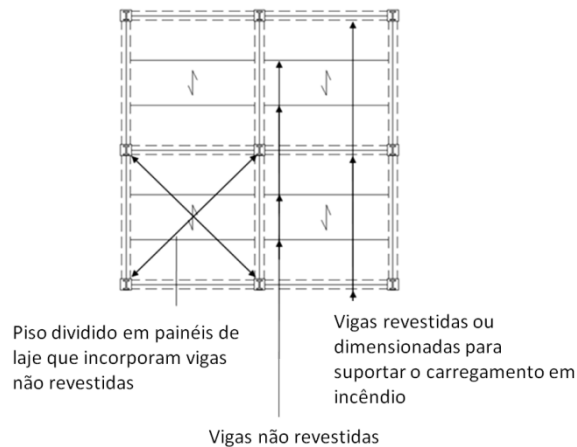 Piso dividido em painéis de
laje que incorporam vigas
não revestidas
Vigas revestidas ou
dimensionadas para
suportar o carregamento em
incêndio
Vigas não revestidas